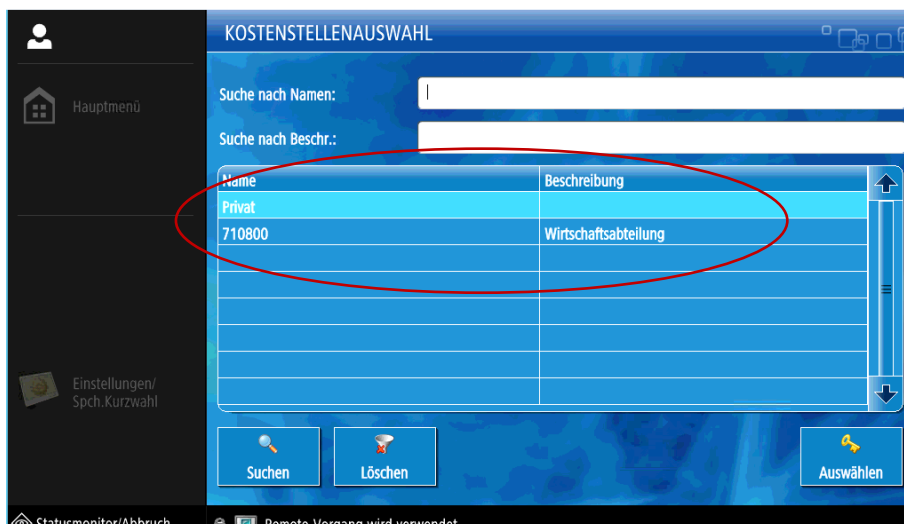 KOSTENSTELLENAUSWAHL
Hauptmenü
Suche nach Namen:
Suche nach Beschr.:
Name Beschreibung
Privat
710800 Wirtschaftsabteilung
Einstellungen/
Spch.Kurzwahl
Suchen Löschen Auswählen
Statusmonitor/Abbruch Remote-Vorgang wird verwendet